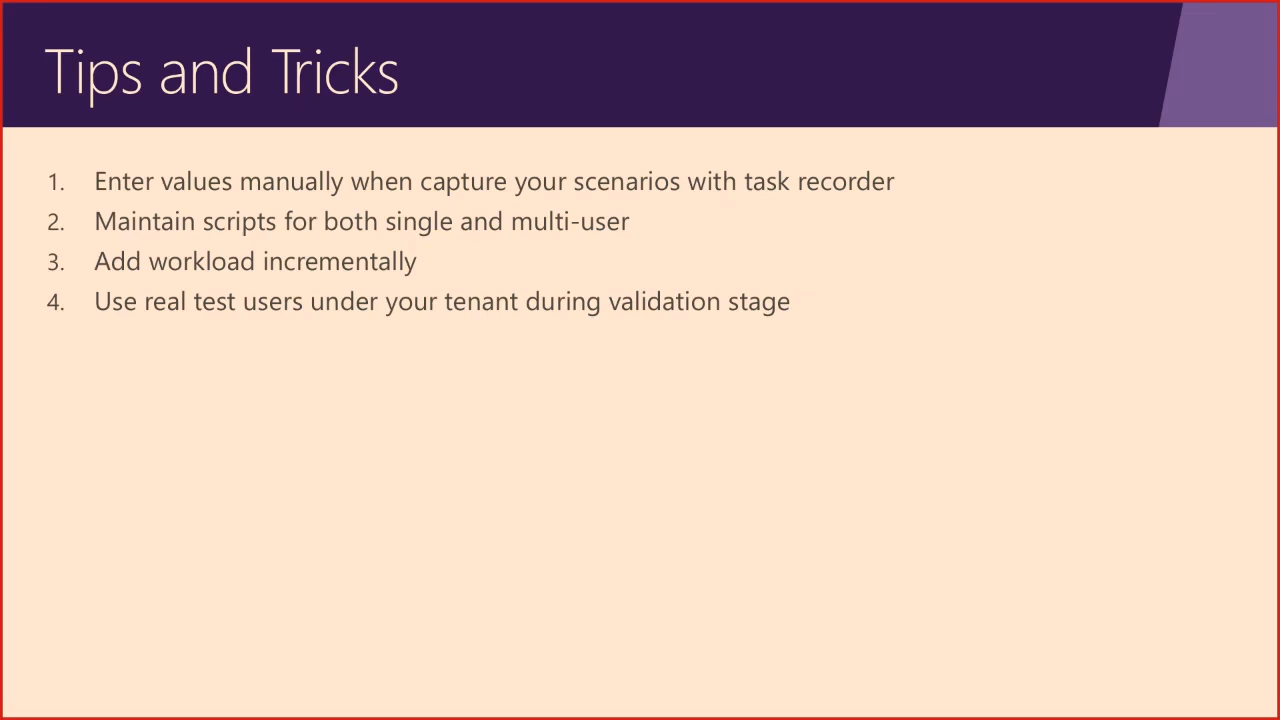 Tips and Tricks
1. Enter values manually when capture your scenarios with task recorder
2. Maintain scripts for both single and multi-user
3. Add workload incrementally
4. Use real test users under your tenant during validation stage